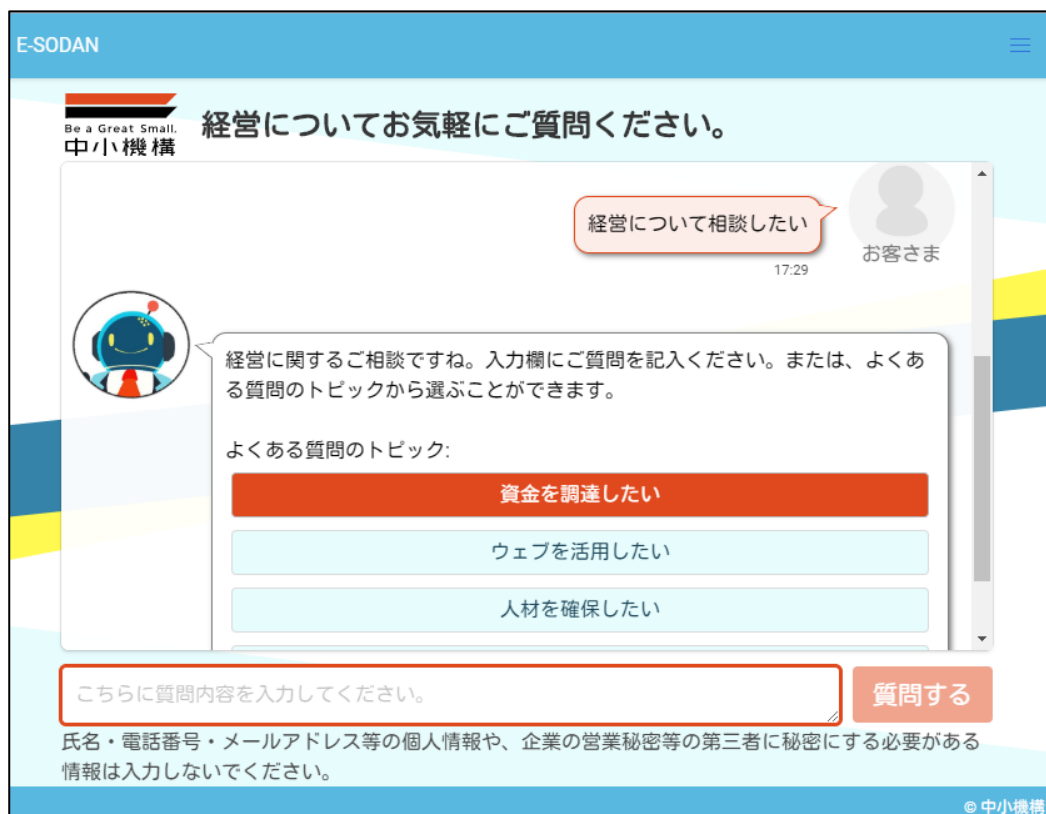 E-SODAN
Be a Great Small.
中小機構
経営についてお気軽にご質問ください。
経営について相談したい
お客さま
17:29
経営に関するご相談ですね。入力欄にご質問を記入ください。または、よくあ
る質問のトピックから選ぶことができます。
よくある質問のトピック:
資金を調達したい
ウェブを活用したい
人材を確保したい
こちらに質問内容を入力してください。
質問する
氏名・電話番号・メールアドレス等の個人情報や、企業の営業秘密等の第三者に秘密にする必要がある
情報は入力しないでください。
© 中小機構